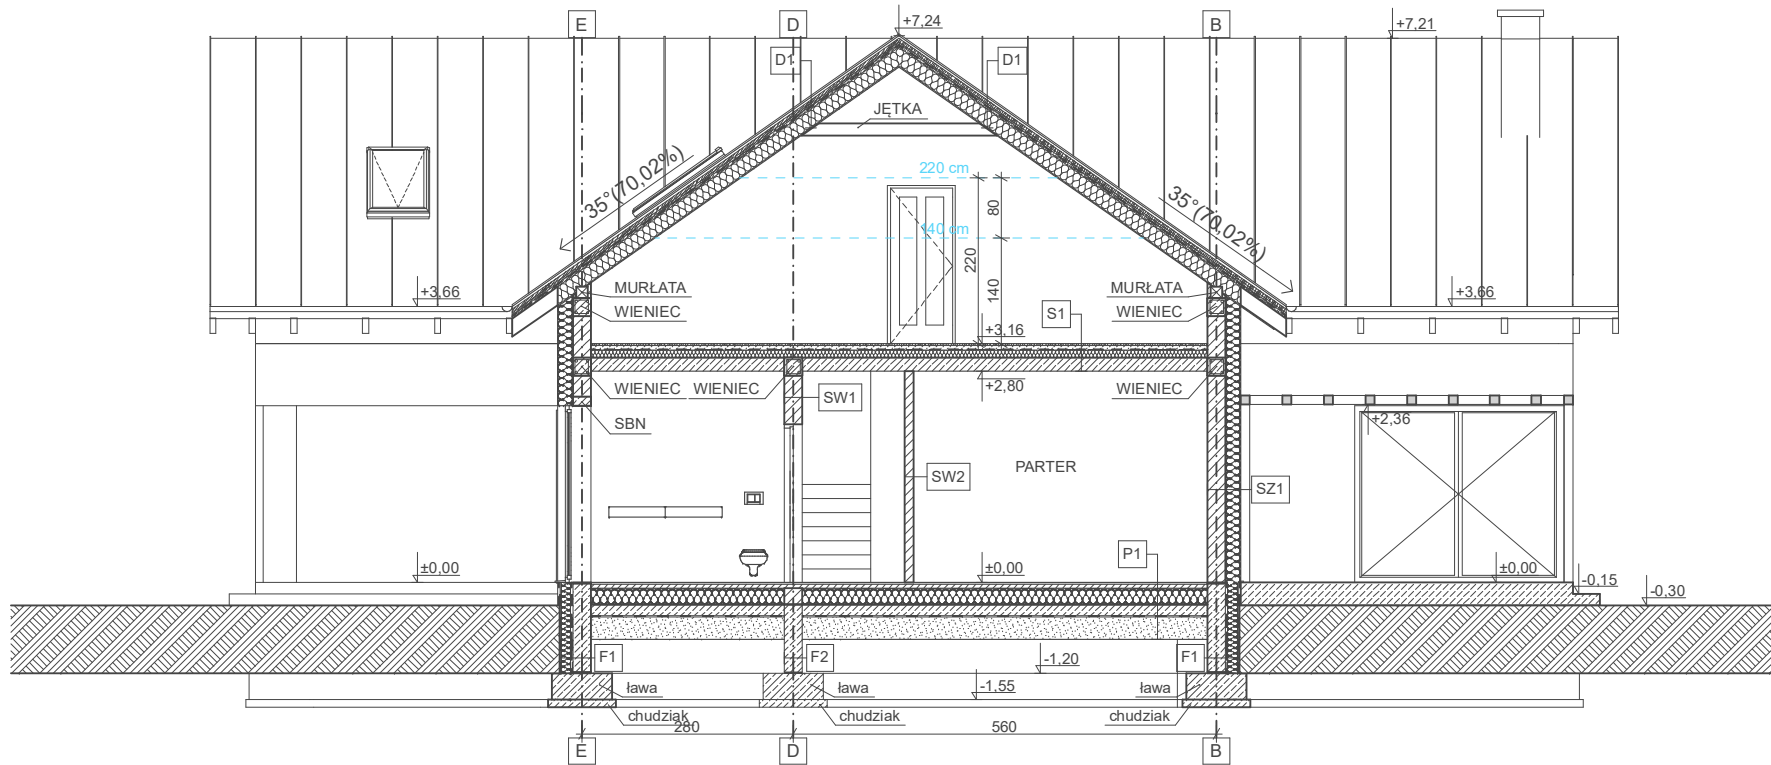 E
D
B
+7,24
+7,21
D1
D1
JĘTKA
220 cm
35°(70,02%)
35°(70,02%)
80
140 cm
220
140
+3,66
MURŁATA
MURŁATA
+3,66
WIENIEC
WIENIEC
S1
+3,16
WIENIEC
WIENIEC
+2,80
WIENIEC
SW1
SBN
+2,36
PARTER
SW2
SZ1
P1
±0,00
±0,00
±0,00
-0,15
-0,30
F1
F2
-1,20
F1
ława
ława
-1,55
ława
chudziak
chudziak
chudziak
280
560
E
D
B